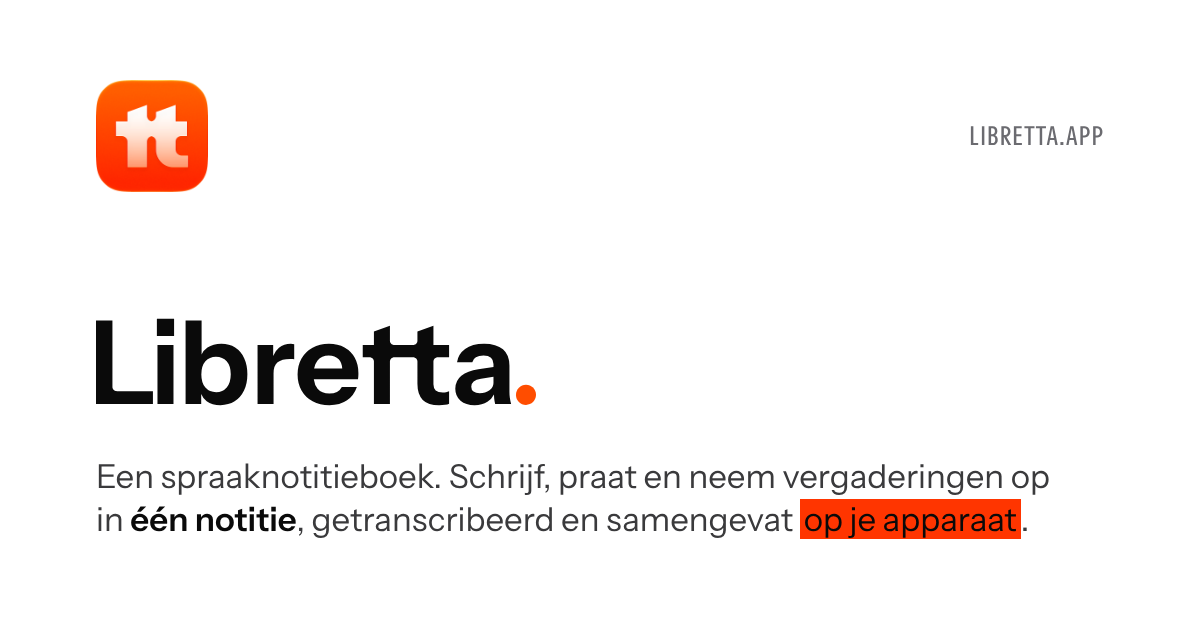 tt
LIBRETTA.APP
Libretta.
Een spraaknotitieboek. Schrijf, praat en neem vergaderingen op
in één notitie, getranscribeerd en samengevat op je apparaat.